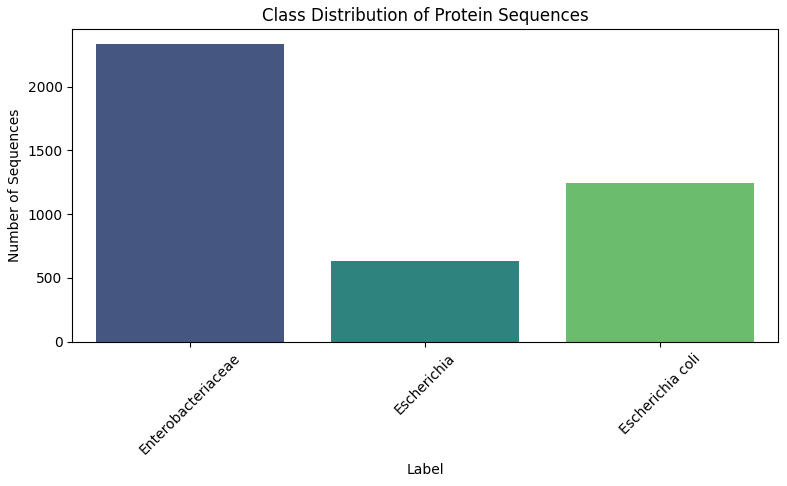 Class Distribution of Protein Sequences
Number of Sequences
2000
1500
1000
500
0
Enterobacteriaceae
Escherichia
Escherichia coli
Label